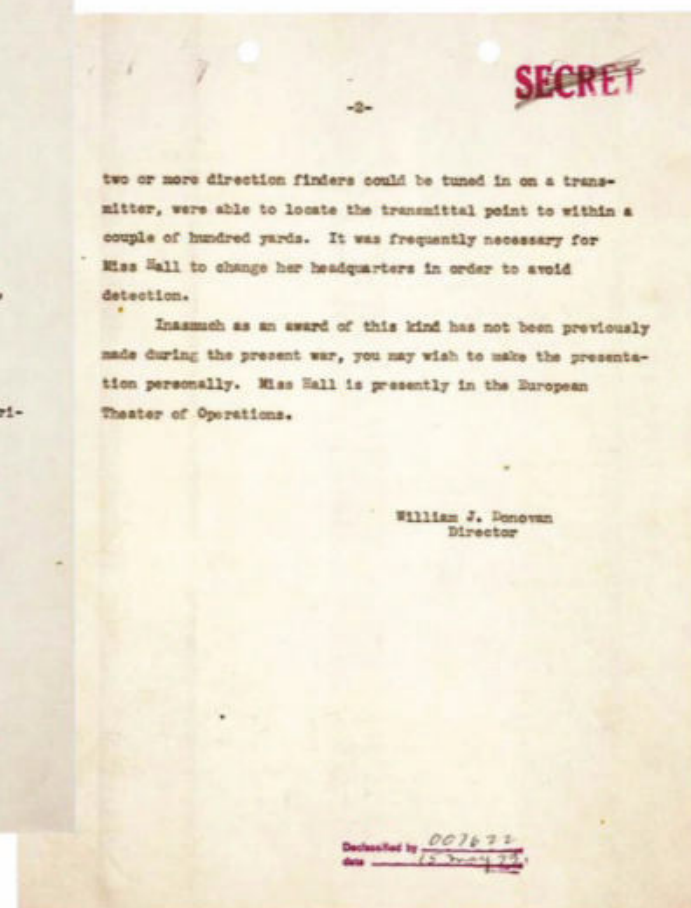 SECRET
-2-
two or more direction finders could be tuned in on a trans-
mitter, were able to locate the transmittal point to within a
couple of hundred yards. It was frequently necessary for
Miss Hall to change her headquarters in order to avoid
detection.
Inasmuch as an award of this kind has not been previously
made during the present war, you may wish to make the presenta-
tion personally. Miss Hall is presently in the European
Theater of Operations.
ri-
William J. Donovan
Director
Declassified by 007622
date 15 May